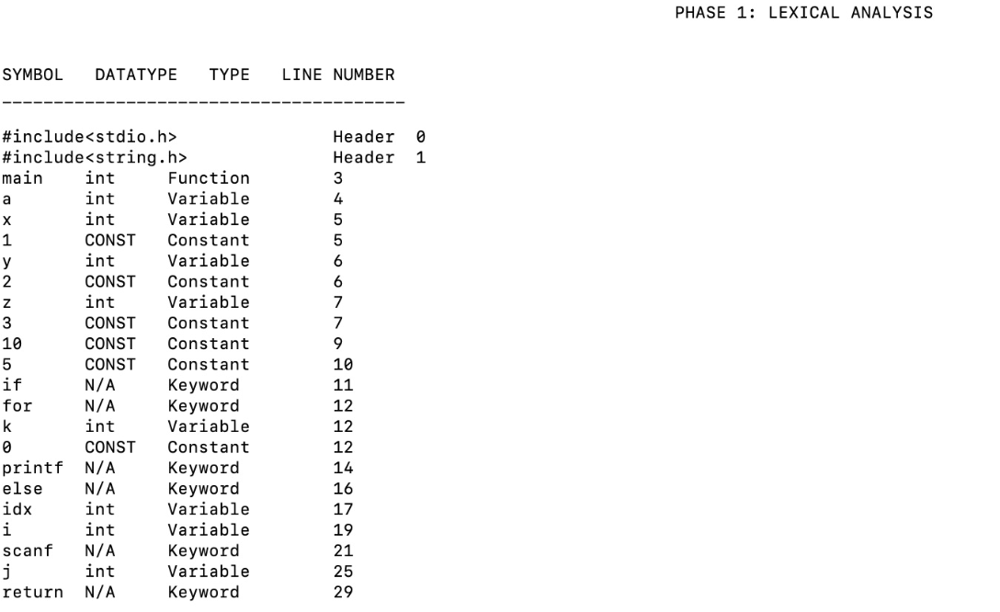 PHASE 1: LEXICAL ANALYSIS
SYMBOL DATATYPE TYPE LINE NUMBER
_______________________________________
#include<stdio.h> Header 0
#include<string.h> Header 1
main int Function 3
a int Variable 4
x int Variable 5
1 CONST Constant 5
y int Variable 6
2 CONST Constant 6
z int Variable 7
3 CONST Constant 7
10 CONST Constant 9
5 CONST Constant 10
if N/A Keyword 11
for N/A Keyword 12
k int Variable 12
0 CONST Constant 12
printf N/A Keyword 14
else N/A Keyword 16
idx int Variable 17
i int Variable 19
scanf N/A Keyword 21
j int Variable 25
return N/A Keyword 29